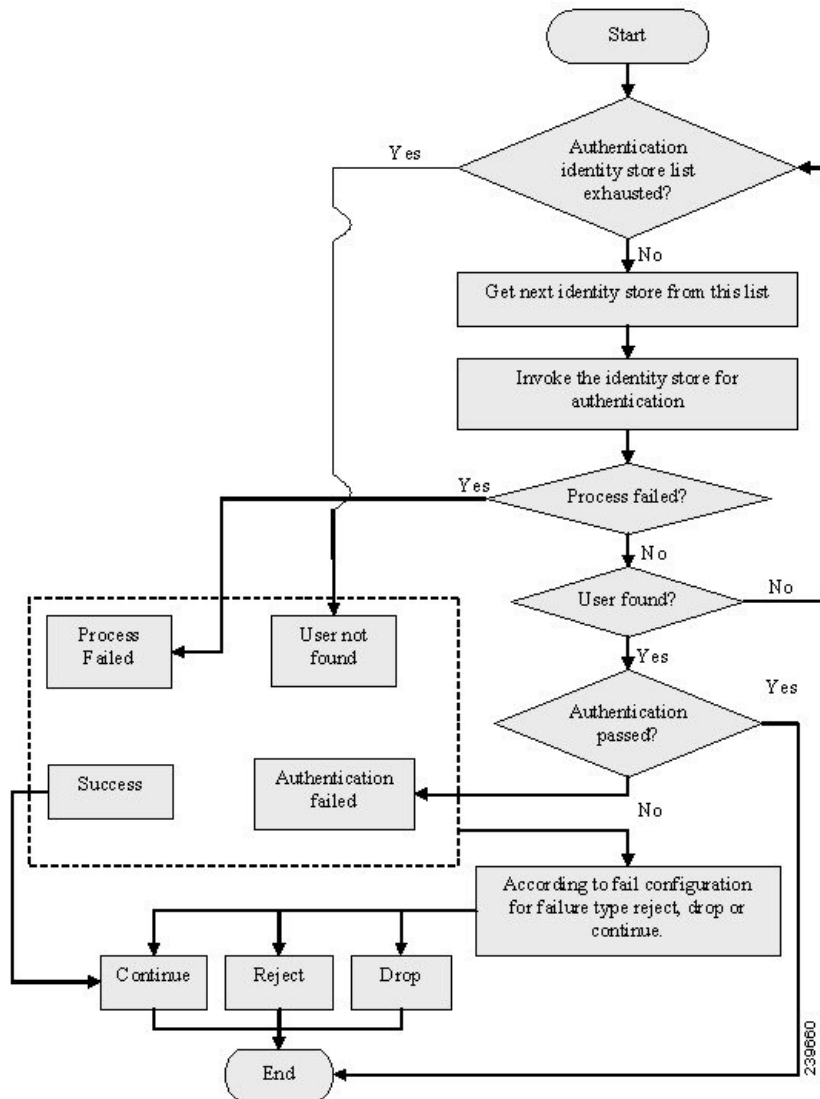 Start
Yes
Authentication
identity store list
exhausted?
No
Get next identity store from this list
Invoke the identity store for
authentication
Yes
Process failed?
No
User found?
No
Process
Failed
User not
found
Yes
Yes
Authentication
passed?
Success
Authentication
failed
No
According to fail configuration
for failure type reject, drop or
continue.
Continue
Reject
Drop
End
239660